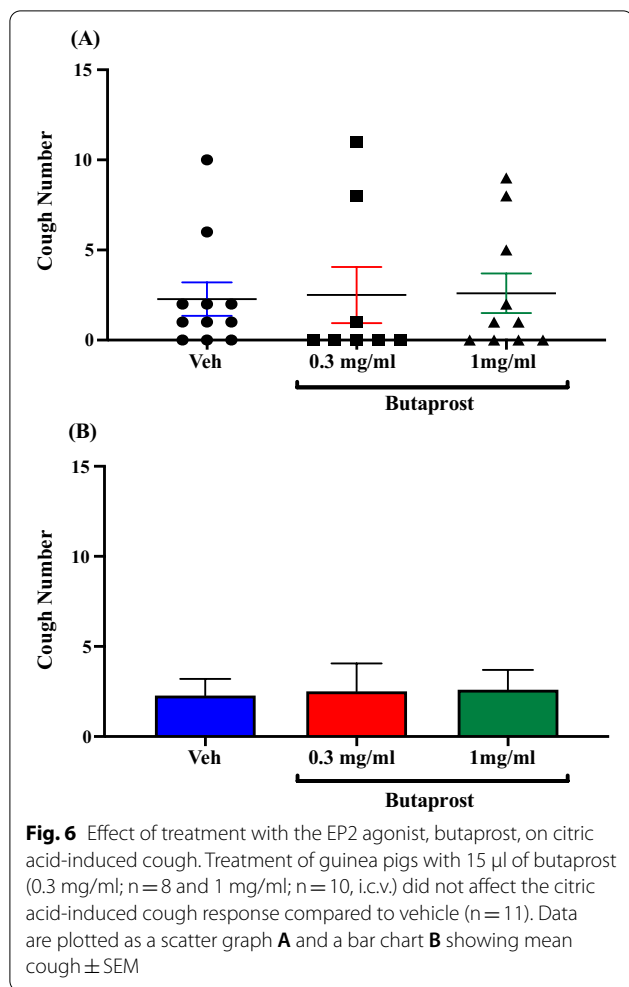 (A)
15
10
5
0
Cough Number
Veh 0.3 mg/ml 1mg/ml
Butaprost
(B)
15
10
5
0
Cough Number
Veh 0.3 mg/ml 1mg/ml
Butaprost
Fig. 6 Effect of treatment with the EP2 agonist, butaprost, on citric
acid-induced cough. Treatment of guinea pigs with 15 µl of butaprost
(0.3 mg/ml; n = 8 and 1 mg/ml; n = 10, i.c.v.) did not affect the citric
acid-induced cough response compared to vehicle (n = 11). Data
are plotted as a scatter graph A and a bar chart B showing mean
cough ± SEM